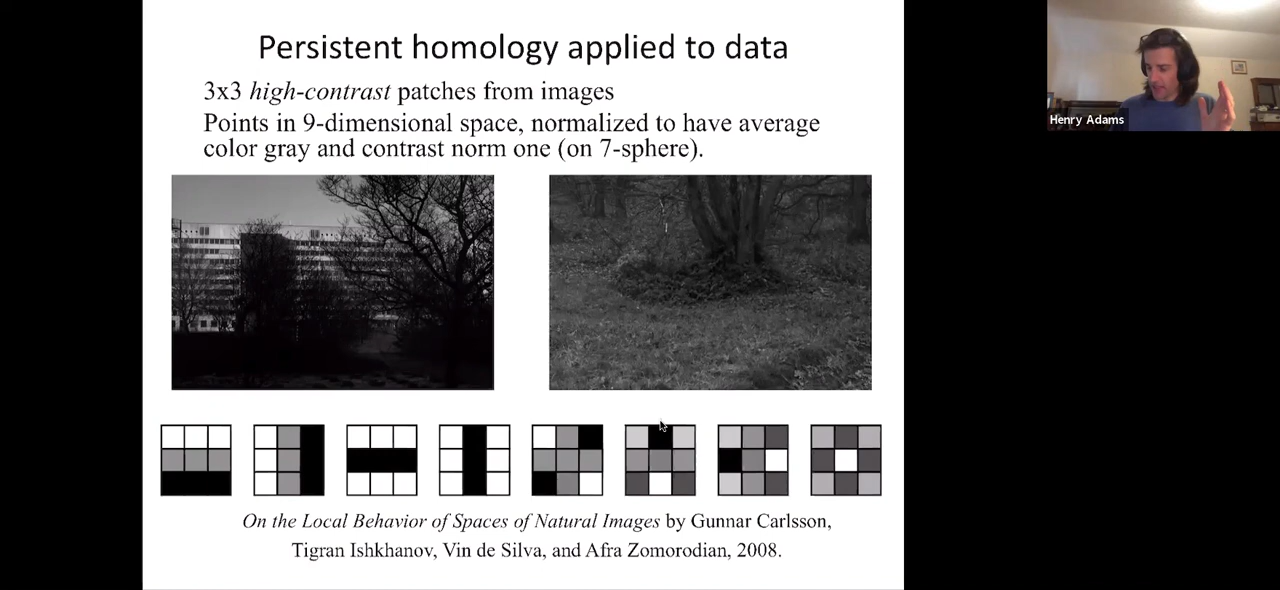 Persistent homology applied to data
3x3 high-contrast patches from images
Points in 9-dimensional space, normalized to have average
color gray and contrast norm one (on 7-sphere).
On the Local Behavior of Spaces of Natural Images by Gunnar Carlsson,
Tigran Ishkhanov, Vin de Silva, and Afra Zomorodian, 2008.
Henry Adams